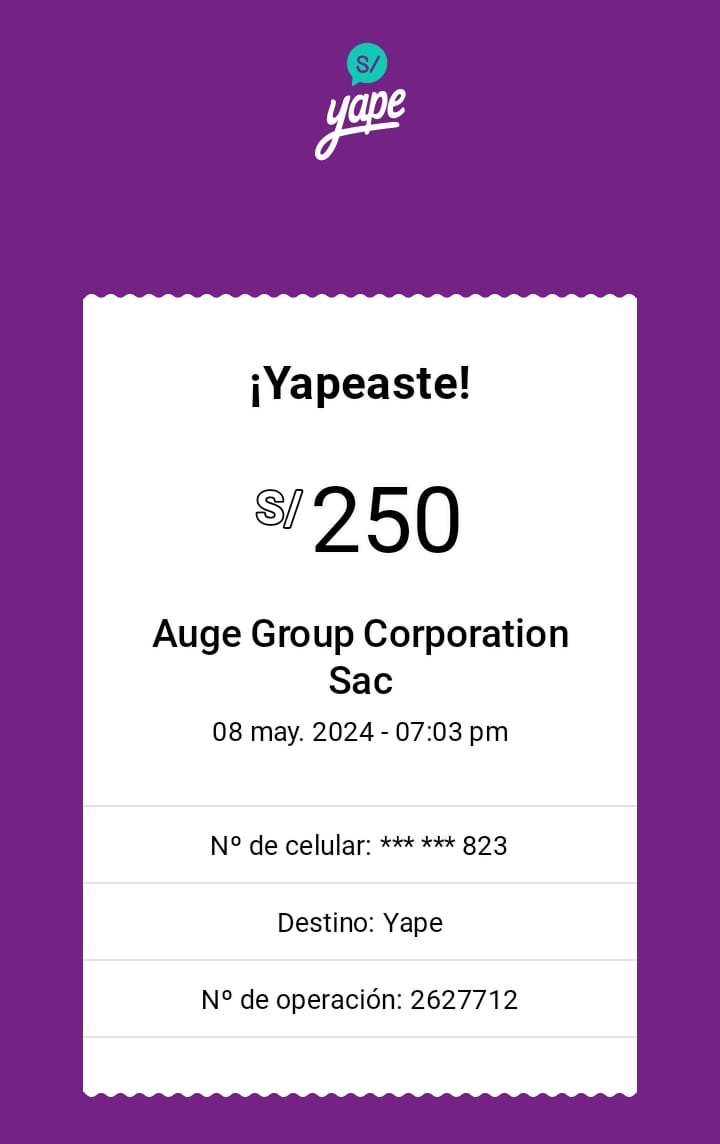 S/
yape
¡Yapeaste!
S/ 250
Auge Group Corporation
Sac
08 may. 2024 - 07:03 pm
Nº de celular: *** *** 823
Destino: Yape
Nº de operación: 2627712